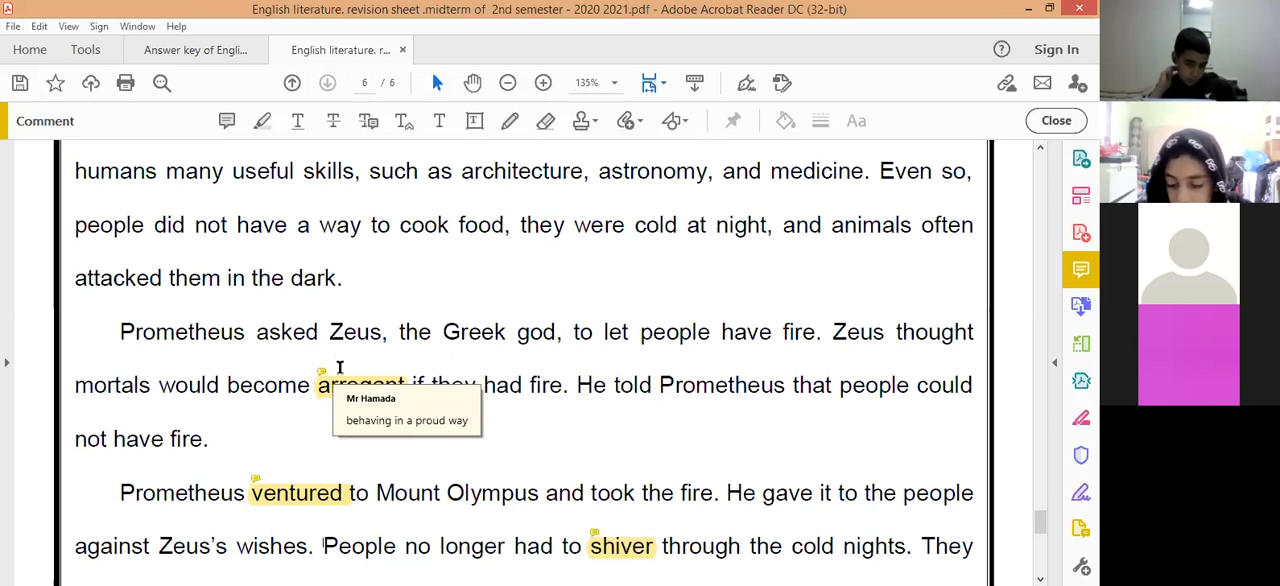 English literature. revision sheet .midterm of 2nd semester - 2020 2021.pdf - Adobe Acrobat Reader DC (32-bit)
File Edit View Sign Window Help
Home Tools Answer key of Engli... English literature. r... × Sign In
6 / 6 135%
Comment Aa Close
humans many useful skills, such as architecture, astronomy, and medicine. Even so,
people did not have a way to cook food, they were cold at night, and animals often
attacked them in the dark.
Prometheus asked Zeus, the Greek god, to let people have fire. Zeus thought
mortals would become arrogant if they had fire. He told Prometheus that people could
Mr Hamada
behaving in a proud way
not have fire.
Prometheus ventured to Mount Olympus and took the fire. He gave it to the people
against Zeus's wishes. People no longer had to shiver through the cold nights. They